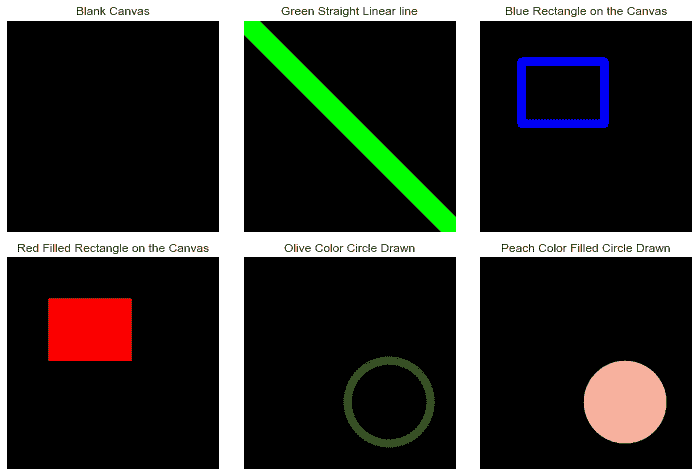 Blank Canvas
Green Straight Linear line
Blue Rectangle on the Canvas
Red Filled Rectangle on the Canvas
Olive Color Circle Drawn
Peach Color Filled Circle Drawn